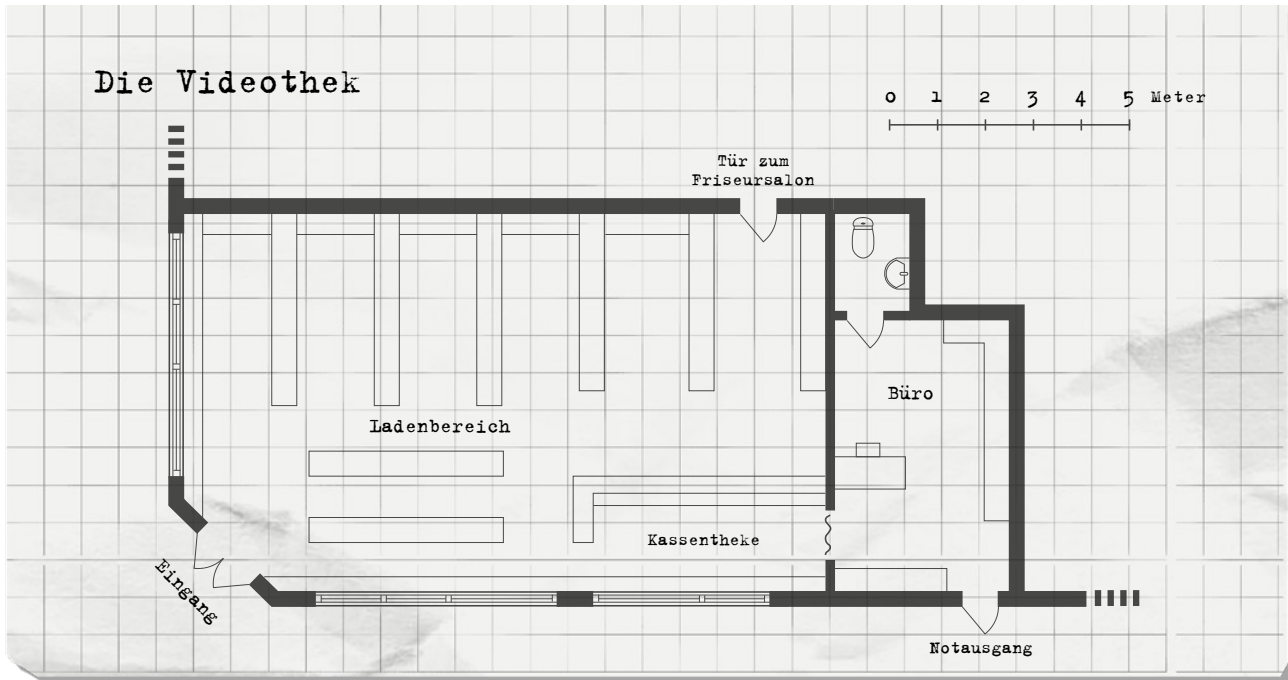 Die Videothek
0 1 2 3 4 5 Meter
Tür zum
Friseursalon
Büro
Ladenbereich
Kassentheke
Eingang
Notausgang